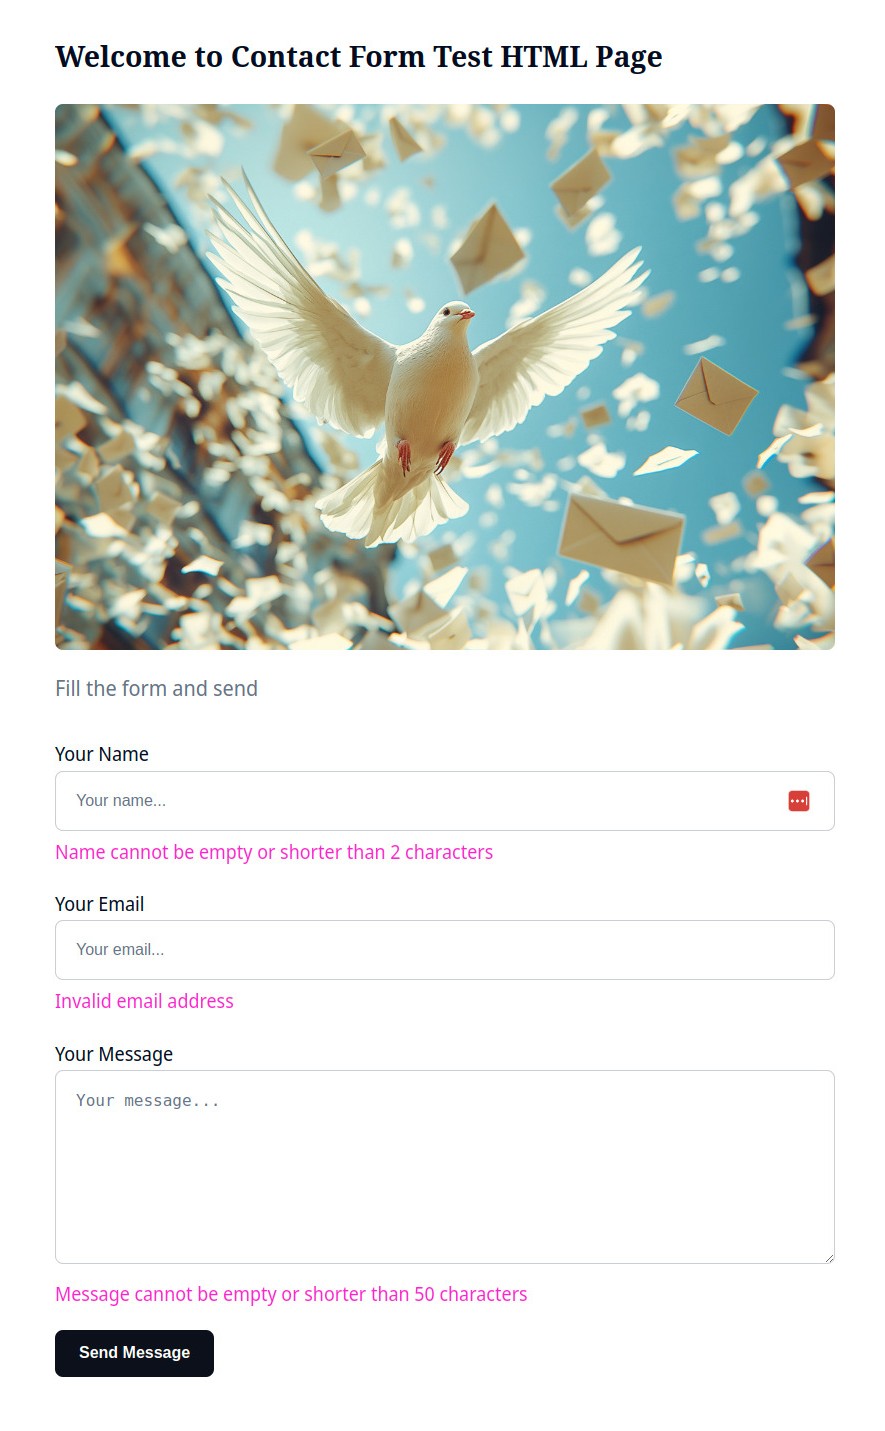 Welcome to Contact Form Test HTML Page
Fill the form and send
Your Name
Your name...
Name cannot be empty or shorter than 2 characters
Your Email
Your email...
Invalid email address
Your Message
Your message...
Message cannot be empty or shorter than 50 characters
Send Message